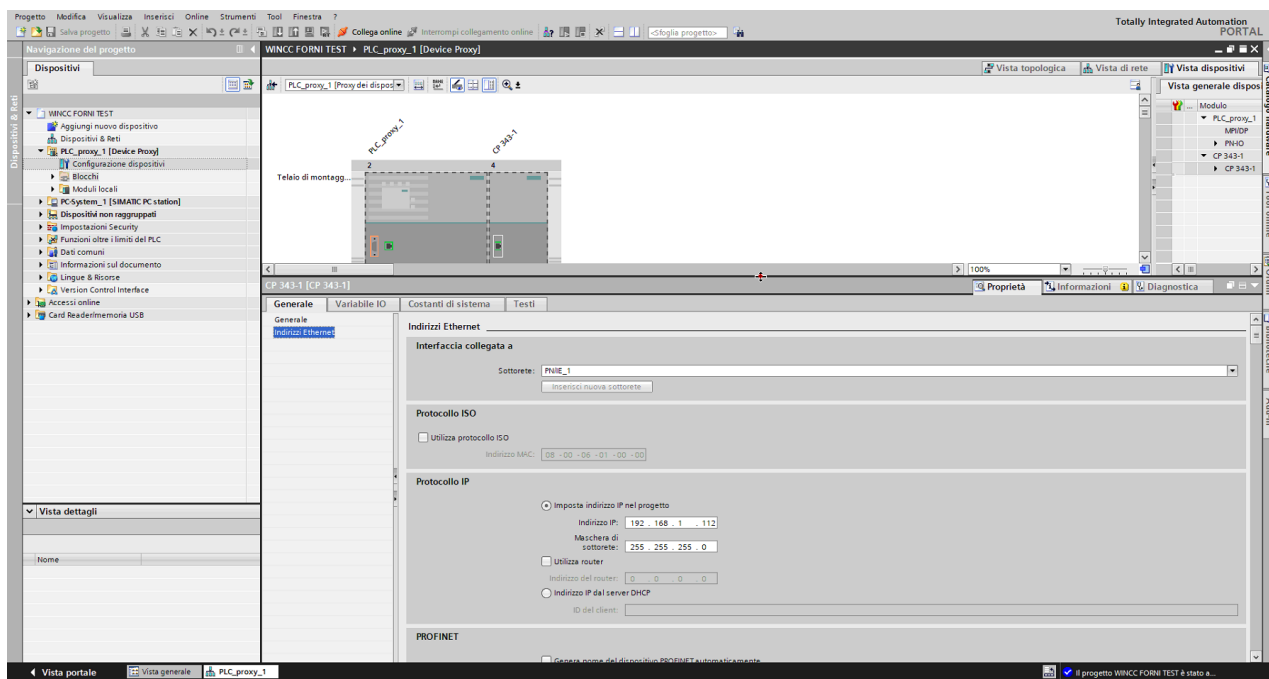 Progetto Modifica Visualizza Inserisci Online Strumenti Tool Finestra ?
Totally Integrated Automation
PORTAL
Salva progetto
Collega online
Interrompi collegamento online
<Sfoglia progetto>
Navigazione del progetto
WINCC FORNI TEST PLC_proxy_1 [Device Proxy]
Dispositivi
Vista topologica
Vista di rete
Vista dispositivi
PLC_proxy_1 [Proxy dei dispos
Vista generale disposi
Dispositivi & Reti
WINCC FORNI TEST
Aggiungi nuovo dispositivo
Dispositivi & Reti
PLC_proxy_1 [Device Proxy]
Configurazione dispositivi
Blocchi
Moduli locali
PC-System_1 [SIMATIC PC station]
Dispositivi non raggruppati
Impostazioni Security
Funzioni oltre i limiti del PLC
Dati comuni
Informazioni sul documento
Lingue & Risorse
Version Control Interface
Accessi online
Card Reader/memoria USB
PLC_proxy_1
CP 343-1
2
4
Telaio di montagg...
... Modulo
PLC_proxy_1
MPI/DP
PN-IO
CP 343-1
CP 343-1
100%
CP 343-1 [CP 343-1]
Proprietà
Informazioni
Diagnostica
Generale
Variabile IO
Costanti di sistema
Testi
Generale
Indirizzi Ethernet
Indirizzi Ethernet
Interfaccia collegata a
Sottorete: PN/IE_1
Inserisci nuova sottorete
Protocollo ISO
Utilizza protocollo ISO
Indirizzo MAC: 08 -00 -06 -01 -00 -00
Protocollo IP
Imposta indirizzo IP nel progetto
Indirizzo IP: 192 . 168 . 1 . 112
Maschera di
sottorete: 255 . 255 . 255 . 0
Utilizza router
Indirizzo del router: 0 . 0 . 0 . 0
Indirizzo IP dal server DHCP
ID del client:
PROFINET
Genera nome del dispositivo PROFINET automaticamente
Vista dettagli
Nome
Vista portale
Vista generale
PLC_proxy_1
Il progetto WINCC FORNI TEST è stato a...